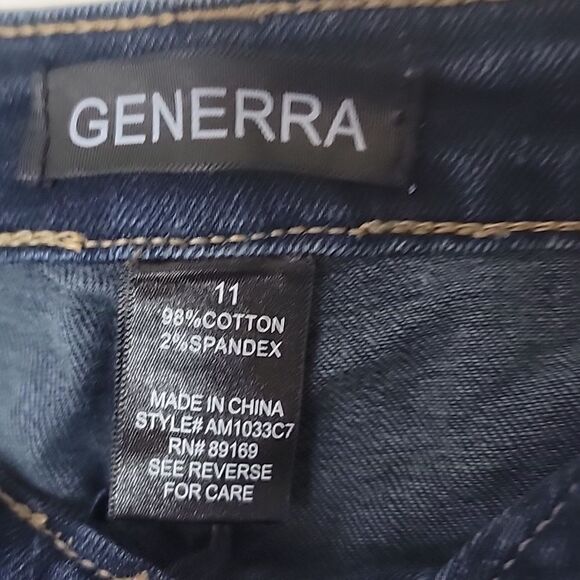 GENERRA
11
98%COTTON
2%SPANDEX
MADE IN CHINA
STYLE# AM1033C7
RN# 89169
SEE REVERSE
FOR CARE